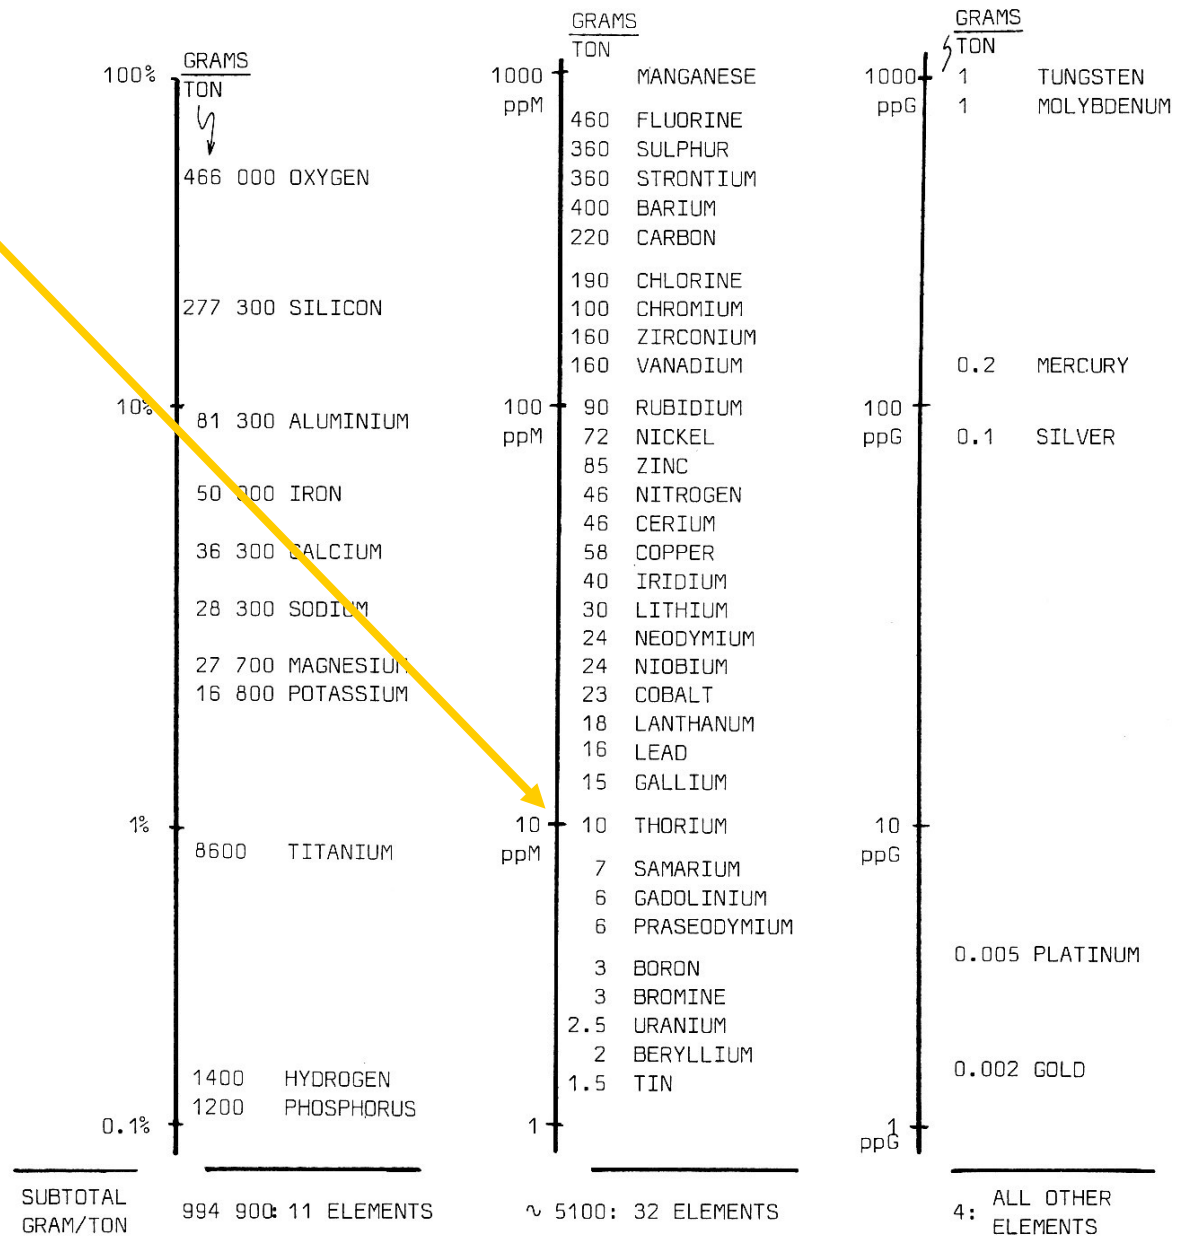 GRAMS
TON
100%
466 000 OXYGEN
277 300 SILICON
10%
81 300 ALUMINIUM
50 000 IRON
36 300 CALCIUM
28 300 SODIUM
27 700 MAGNESIUM
16 800 POTASSIUM
1%
8600 TITANIUM
1400 HYDROGEN
1200 PHOSPHORUS
0.1%
GRAMS
TON
1000 MANGANESE
ppM
460 FLUORINE
360 SULPHUR
360 STRONTIUM
400 BARIUM
220 CARBON
190 CHLORINE
100 CHROMIUM
160 ZIRCONIUM
160 VANADIUM
100 90 RUBIDIUM
ppM 72 NICKEL
85 ZINC
46 NITROGEN
46 CERIUM
58 COPPER
40 IRIDIUM
30 LITHIUM
24 NEODYMIUM
24 NIOBIUM
23 COBALT
18 LANTHANUM
16 LEAD
15 GALLIUM
10 10 THORIUM
ppM
7 SAMARIUM
6 GADOLINIUM
6 PRASEODYMIUM
3 BORON
3 BROMINE
2.5 URANIUM
2 BERYLLIUM
1.5 TIN
1
GRAMS
TON
1000 1 TUNGSTEN
ppG 1 MOLYBDENUM
0.2 MERCURY
100
ppG 0.1 SILVER
10
ppG
0.005 PLATINUM
0.002 GOLD
1
ppG
SUBTOTAL
GRAM/TON
994 900: 11 ELEMENTS
~ 5100: 32 ELEMENTS
4: ALL OTHER
ELEMENTS